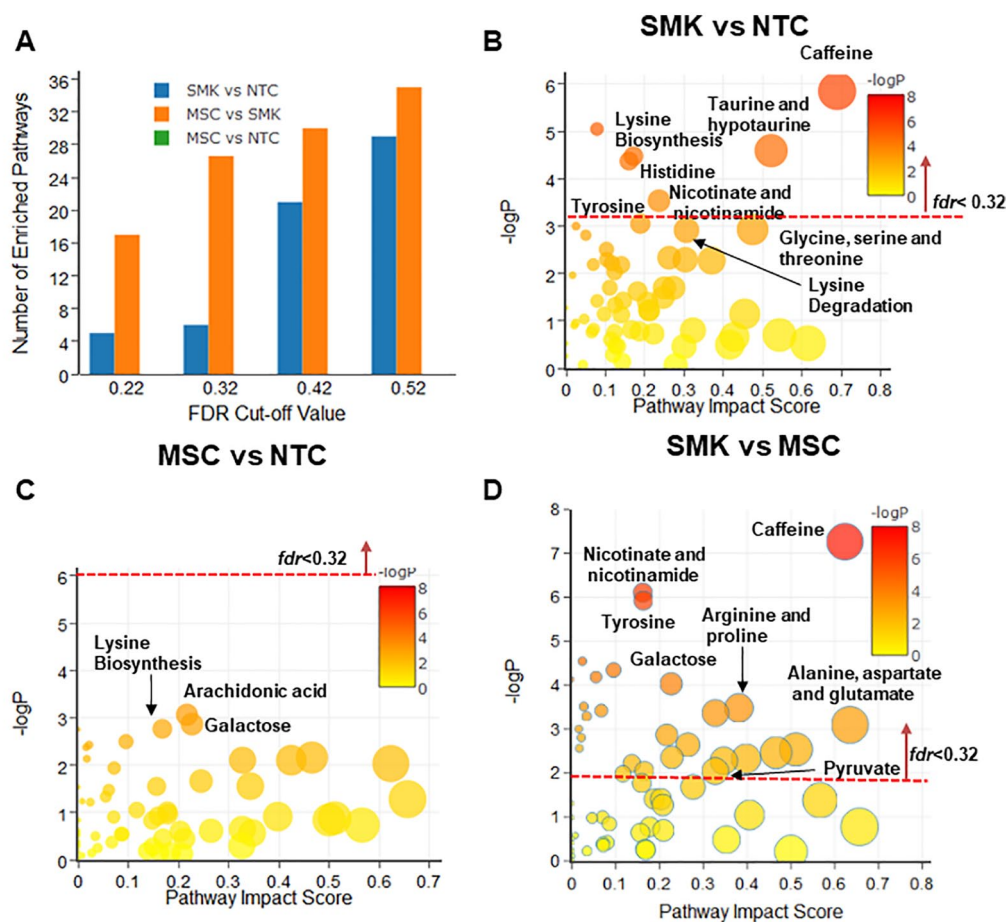 A
Number of Enriched Pathways
36
32
28
24
20
16
12
8
4
0
SMK vs NTC
MSC vs SMK
MSC vs NTC
0.22
0.32
0.42
0.52
FDR Cut-off Value
B
SMK vs NTC
Caffeine
-logP
8
6
4
2
0
Taurine and
hypotaurine
Lysine
Biosynthesis
Histidine
Nicotinate and
nicotinamide
Tyrosine
fdr< 0.32
Glycine, serine and
threonine
Lysine
Degradation
-logP
6
5
4
3
2
1
0
0
0.1
0.2
0.3
0.4
0.5
0.6
0.7
0.8
Pathway Impact Score
MSC vs NTC
C
fdr<0.32
-logP
8
6
4
2
0
Lysine
Biosynthesis
Arachidonic acid
Galactose
-logP
6
5
4
3
2
1
0
0
0.1
0.2
0.3
0.4
0.5
0.6
0.7
Pathway Impact Score
SMK vs MSC
D
-logP
8
6
4
2
0
Caffeine
Nicotinate and
nicotinamide
Tyrosine
Arginine and
proline
Galactose
Alanine, aspartate
and glutamate
fdr<0.32
Pyruvate
-logP
8
7
6
5
4
3
2
1
0
0
0.1
0.2
0.3
0.4
0.5
0.6
0.7
0.8
Pathway Impact Score